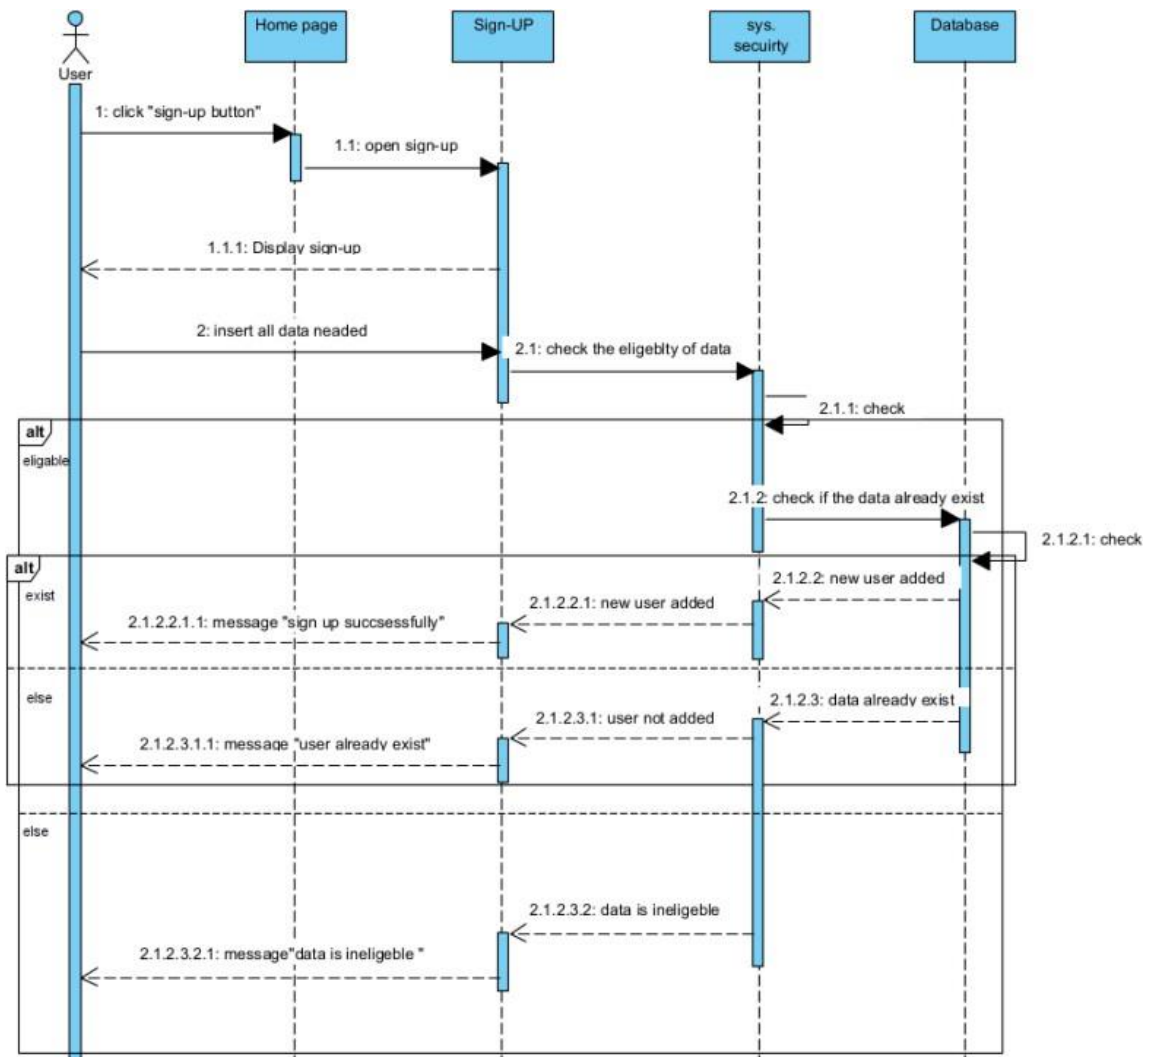 User
Home page
Sign-UP
sys.
secuirty
Database
1: click "sign-up button"
1.1: open sign-up
1.1.1: Display sign-up
2: insert all data neaded
2.1: check the eligeblty of data
2.1.1: check
alt
eligable
2.1.2: check if the data already exist
2.1.2.1: check
alt
exist
2.1.2.2: new user added
2.1.2.2.1: new user added
2.1.2.2.1.1: message "sign up succsessfully"
else
2.1.2.3: data already exist
2.1.2.3.1: user not added
2.1.2.3.1.1: message "user already exist"
else
2.1.2.3.2: data is ineligeble
2.1.2.3.2.1: message"data is ineligeble "